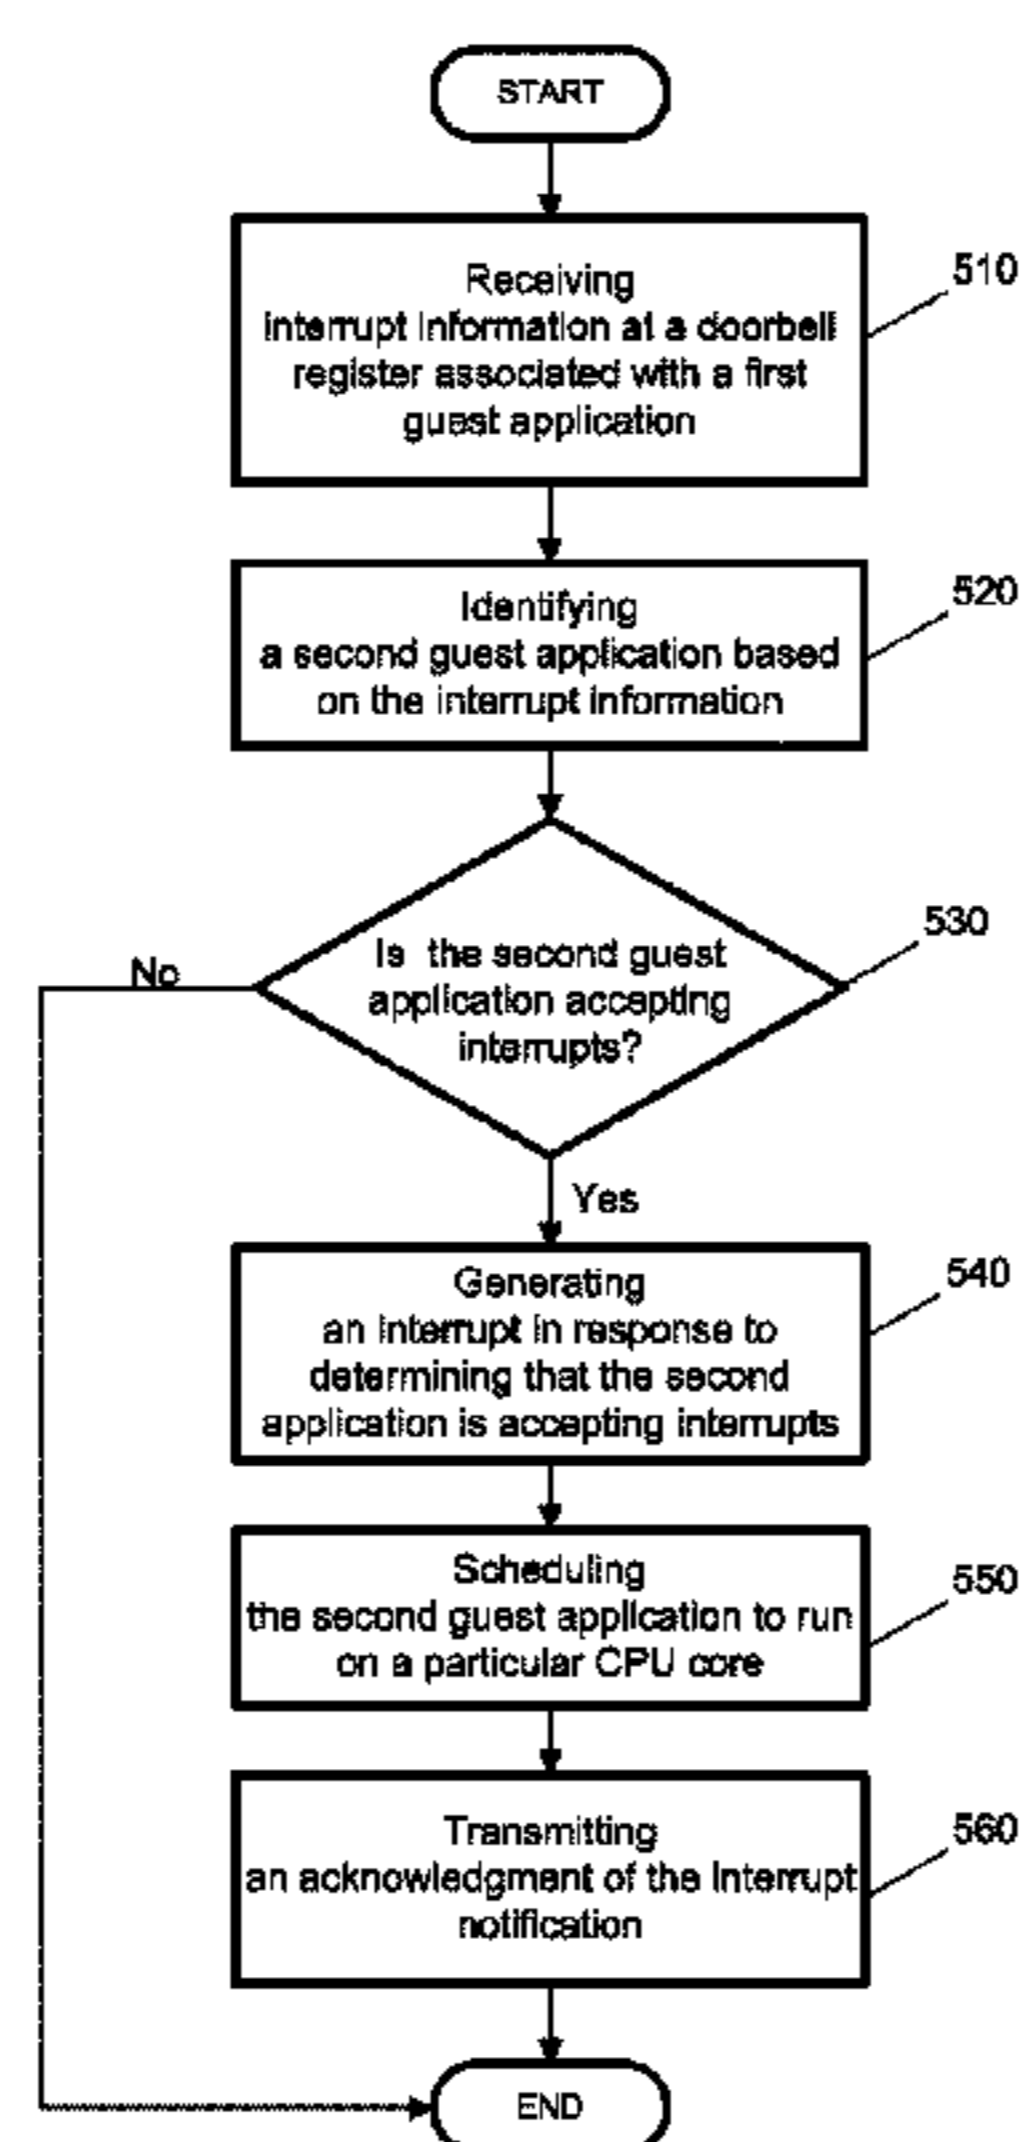 START
Receiving
interrupt information at a doorbell
register associated with a first
guest application
510
Identifying
a second guest application based
on the interrupt information
520
Is the second guest
application accepting
interrupts?
530
No
Yes
Generating
an interrupt in response to
determining that the second
application is accepting interrupts
540
Scheduling
the second guest application to run
on a particular CPU core
550
Transmitting
an acknowledgment of the interrupt
notification
560
END